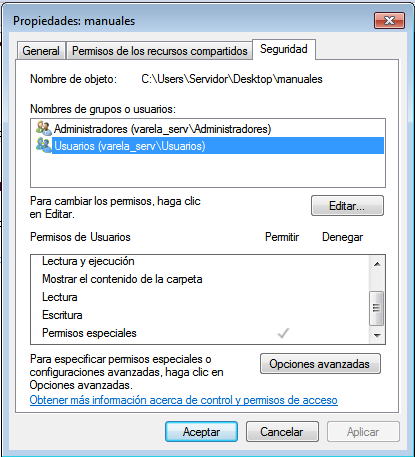 Propiedades: manuales
General
Permisos de los recursos compartidos
Seguridad
Nombre de objeto: C:\Users\Servidor\Desktop\manuales
Nombres de grupos o usuarios:
Administradores (varela_serv\Administradores)
Usuarios (varela_serv\Usuarios)
Para cambiar los permisos, haga clic
en Editar.
Editar...
Permisos de Usuarios Permitir Denegar
Lectura y ejecución
Mostrar el contenido de la carpeta
Lectura
Escritura
Permisos especiales
Para especificar permisos especiales o
configuraciones avanzadas, haga clic en
Opciones avanzadas.
Opciones avanzadas
Obtener más información acerca de control y permisos de acceso
Aceptar
Cancelar
Aplicar